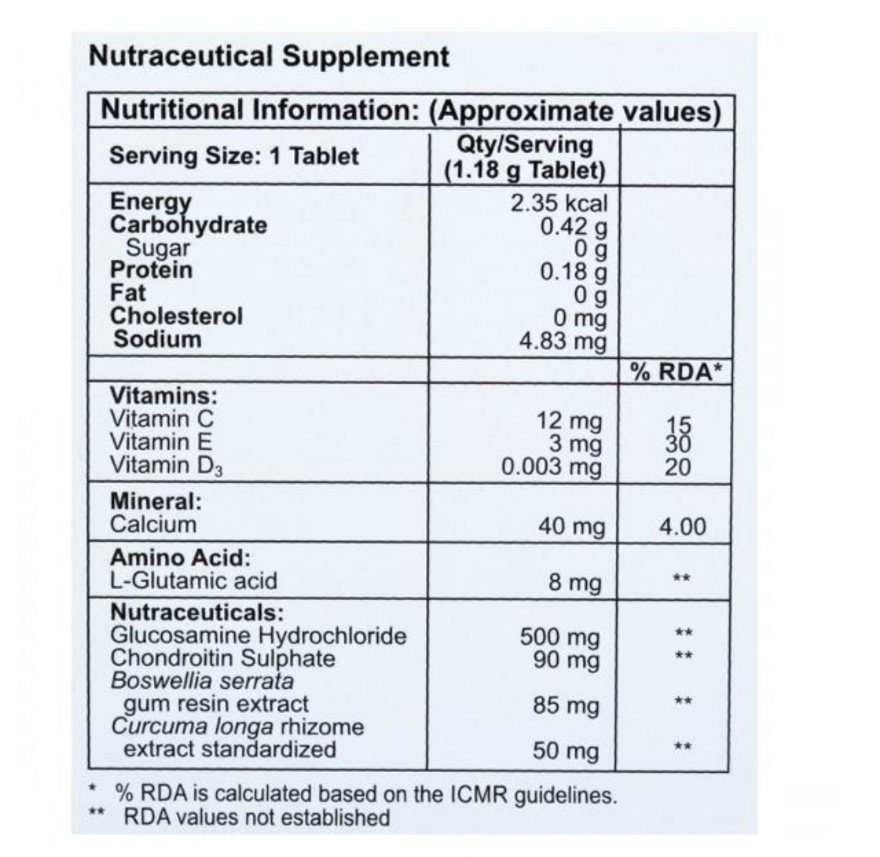 Nutraceutical Supplement
Nutritional Information: (Approximate values)
Serving Size: 1 Tablet Qty/Serving (1.18 g Tablet)
Energy 2.35 kcal
Carbohydrate 0.42 g
Sugar 0 g
Protein 0.18 g
Fat 0 g
Cholesterol 0 mg
Sodium 4.83 mg
% RDA*
Vitamins:
Vitamin C 12 mg 15
Vitamin E 3 mg 30
Vitamin D₃ 0.003 mg 20
Mineral:
Calcium 40 mg 4.00
Amino Acid:
L-Glutamic acid 8 mg **
Nutraceuticals:
Glucosamine Hydrochloride 500 mg **
Chondroitin Sulphate 90 mg **
Boswellia serrata
gum resin extract 85 mg **
Curcuma longa rhizome
extract standardized 50 mg **
* % RDA is calculated based on the ICMR guidelines.
** RDA values not established